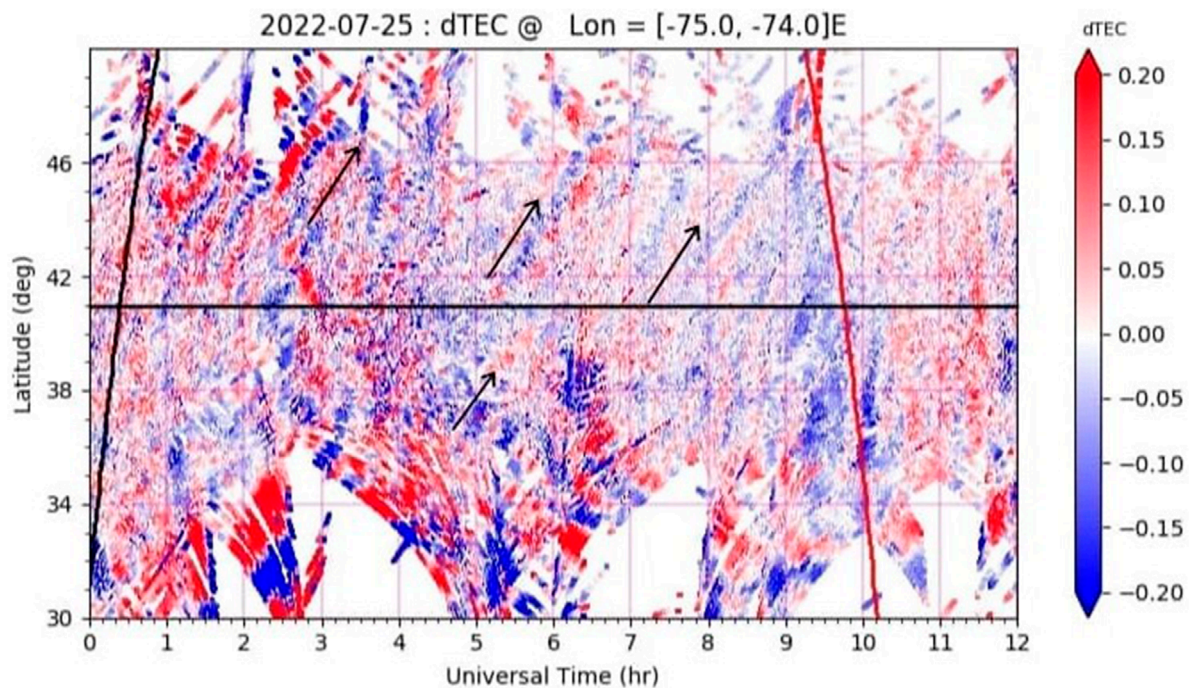 2022-07-25 : dTEC @ Lon = [-75.0, -74.0]E
dTEC
0.20
0.15
0.10
0.05
0.00
−0.05
−0.10
−0.15
−0.20
Latitude (deg)
46
42
38
34
30
0 1 2 3 4 5 6 7 8 9 10 11 12
Universal Time (hr)